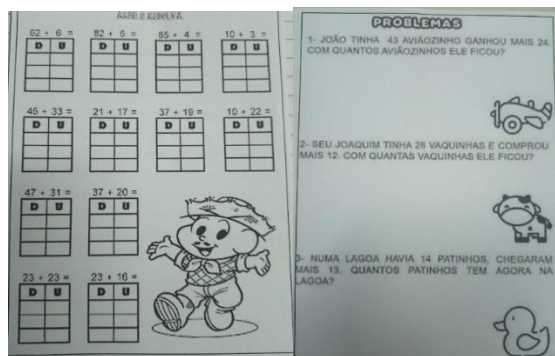 ARME E RESOLVA
62 + 6 = 82 + 5 = 85 + 4 = 10 + 3 =
D U D U D U D U
45 + 33 = 21 + 17 = 37 + 19 = 10 + 22 =
D U D U D U D U
47 + 31 = 37 + 20 =
D U D U
23 + 23 = 23 + 16 =
D U D U
PROBLEMAS
1- JOÃO TINHA 43 AVIÃOZINHO GANHOU MAIS 24.
COM QUANTOS AVIÃOZINHOS ELE FICOU?
2- SEU JOAQUIM TINHA 26 VAQUINHAS E COMPROU
MAIS 12. COM QUANTAS VAQUINHAS ELE FICOU?
3- NUMA LAGOA HAVIA 14 PATINHOS, CHEGARAM
MAIS 13. QUANTOS PATINHOS TEM AGORA NA
LAGOA?